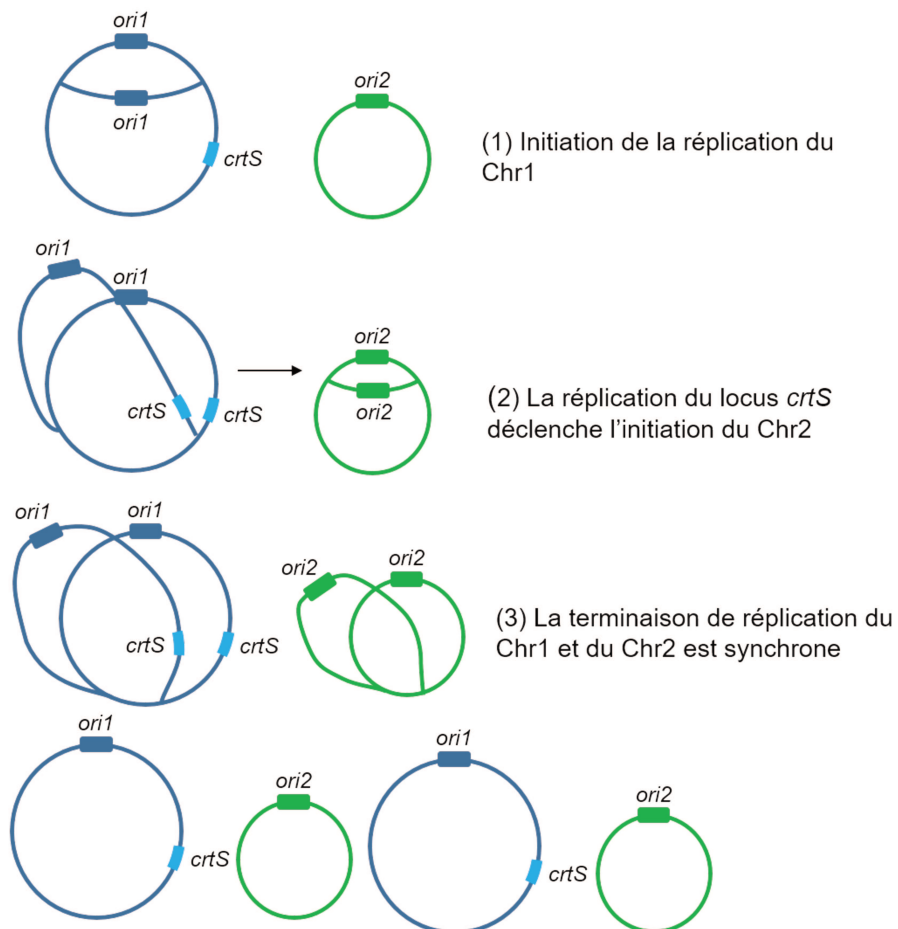 ori1
ori1
crtS
ori2
(1) Initiation de la réplication du
Chr1
ori1
ori1
crtS
crtS
ori2
ori2
(2) La réplication du locus crtS
déclenche l’initiation du Chr2
ori1
ori1
crtS
crtS
ori2
ori2
(3) La terminaison de réplication du
Chr1 et du Chr2 est synchrone
ori1
crtS
ori2
ori1
crtS
ori2